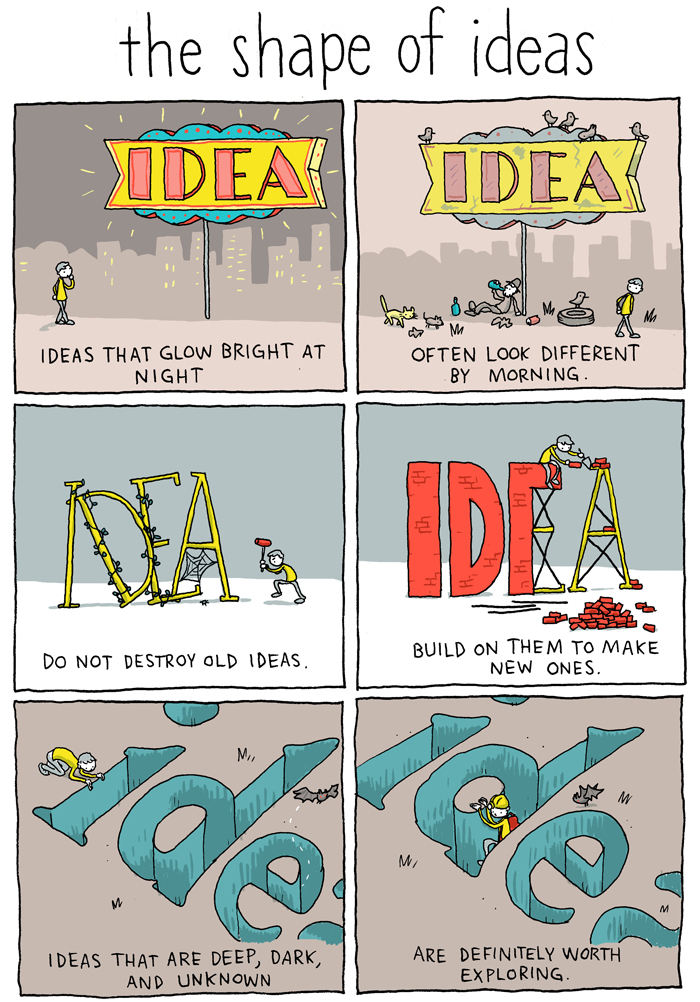 the shape of ideas
IDEA
IDEAS THAT GLOW BRIGHT AT
NIGHT
IDEA
OFTEN LOOK DIFFERENT
BY MORNING.
IDEA
DO NOT DESTROY OLD IDEAS.
IDEA
BUILD ON THEM TO MAKE
NEW ONES.
ide
IDEAS THAT ARE DEEP, DARK,
AND UNKNOWN
ide
ARE DEFINITELY WORTH
EXPLORING.